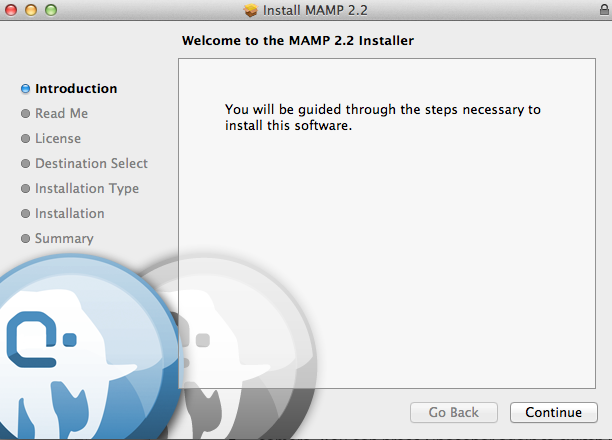 Install MAMP 2.2
Welcome to the MAMP 2.2 Installer
Introduction
Read Me
License
Destination Select
Installation Type
Installation
Summary
You will be guided through the steps necessary to
install this software.
Go Back
Continue